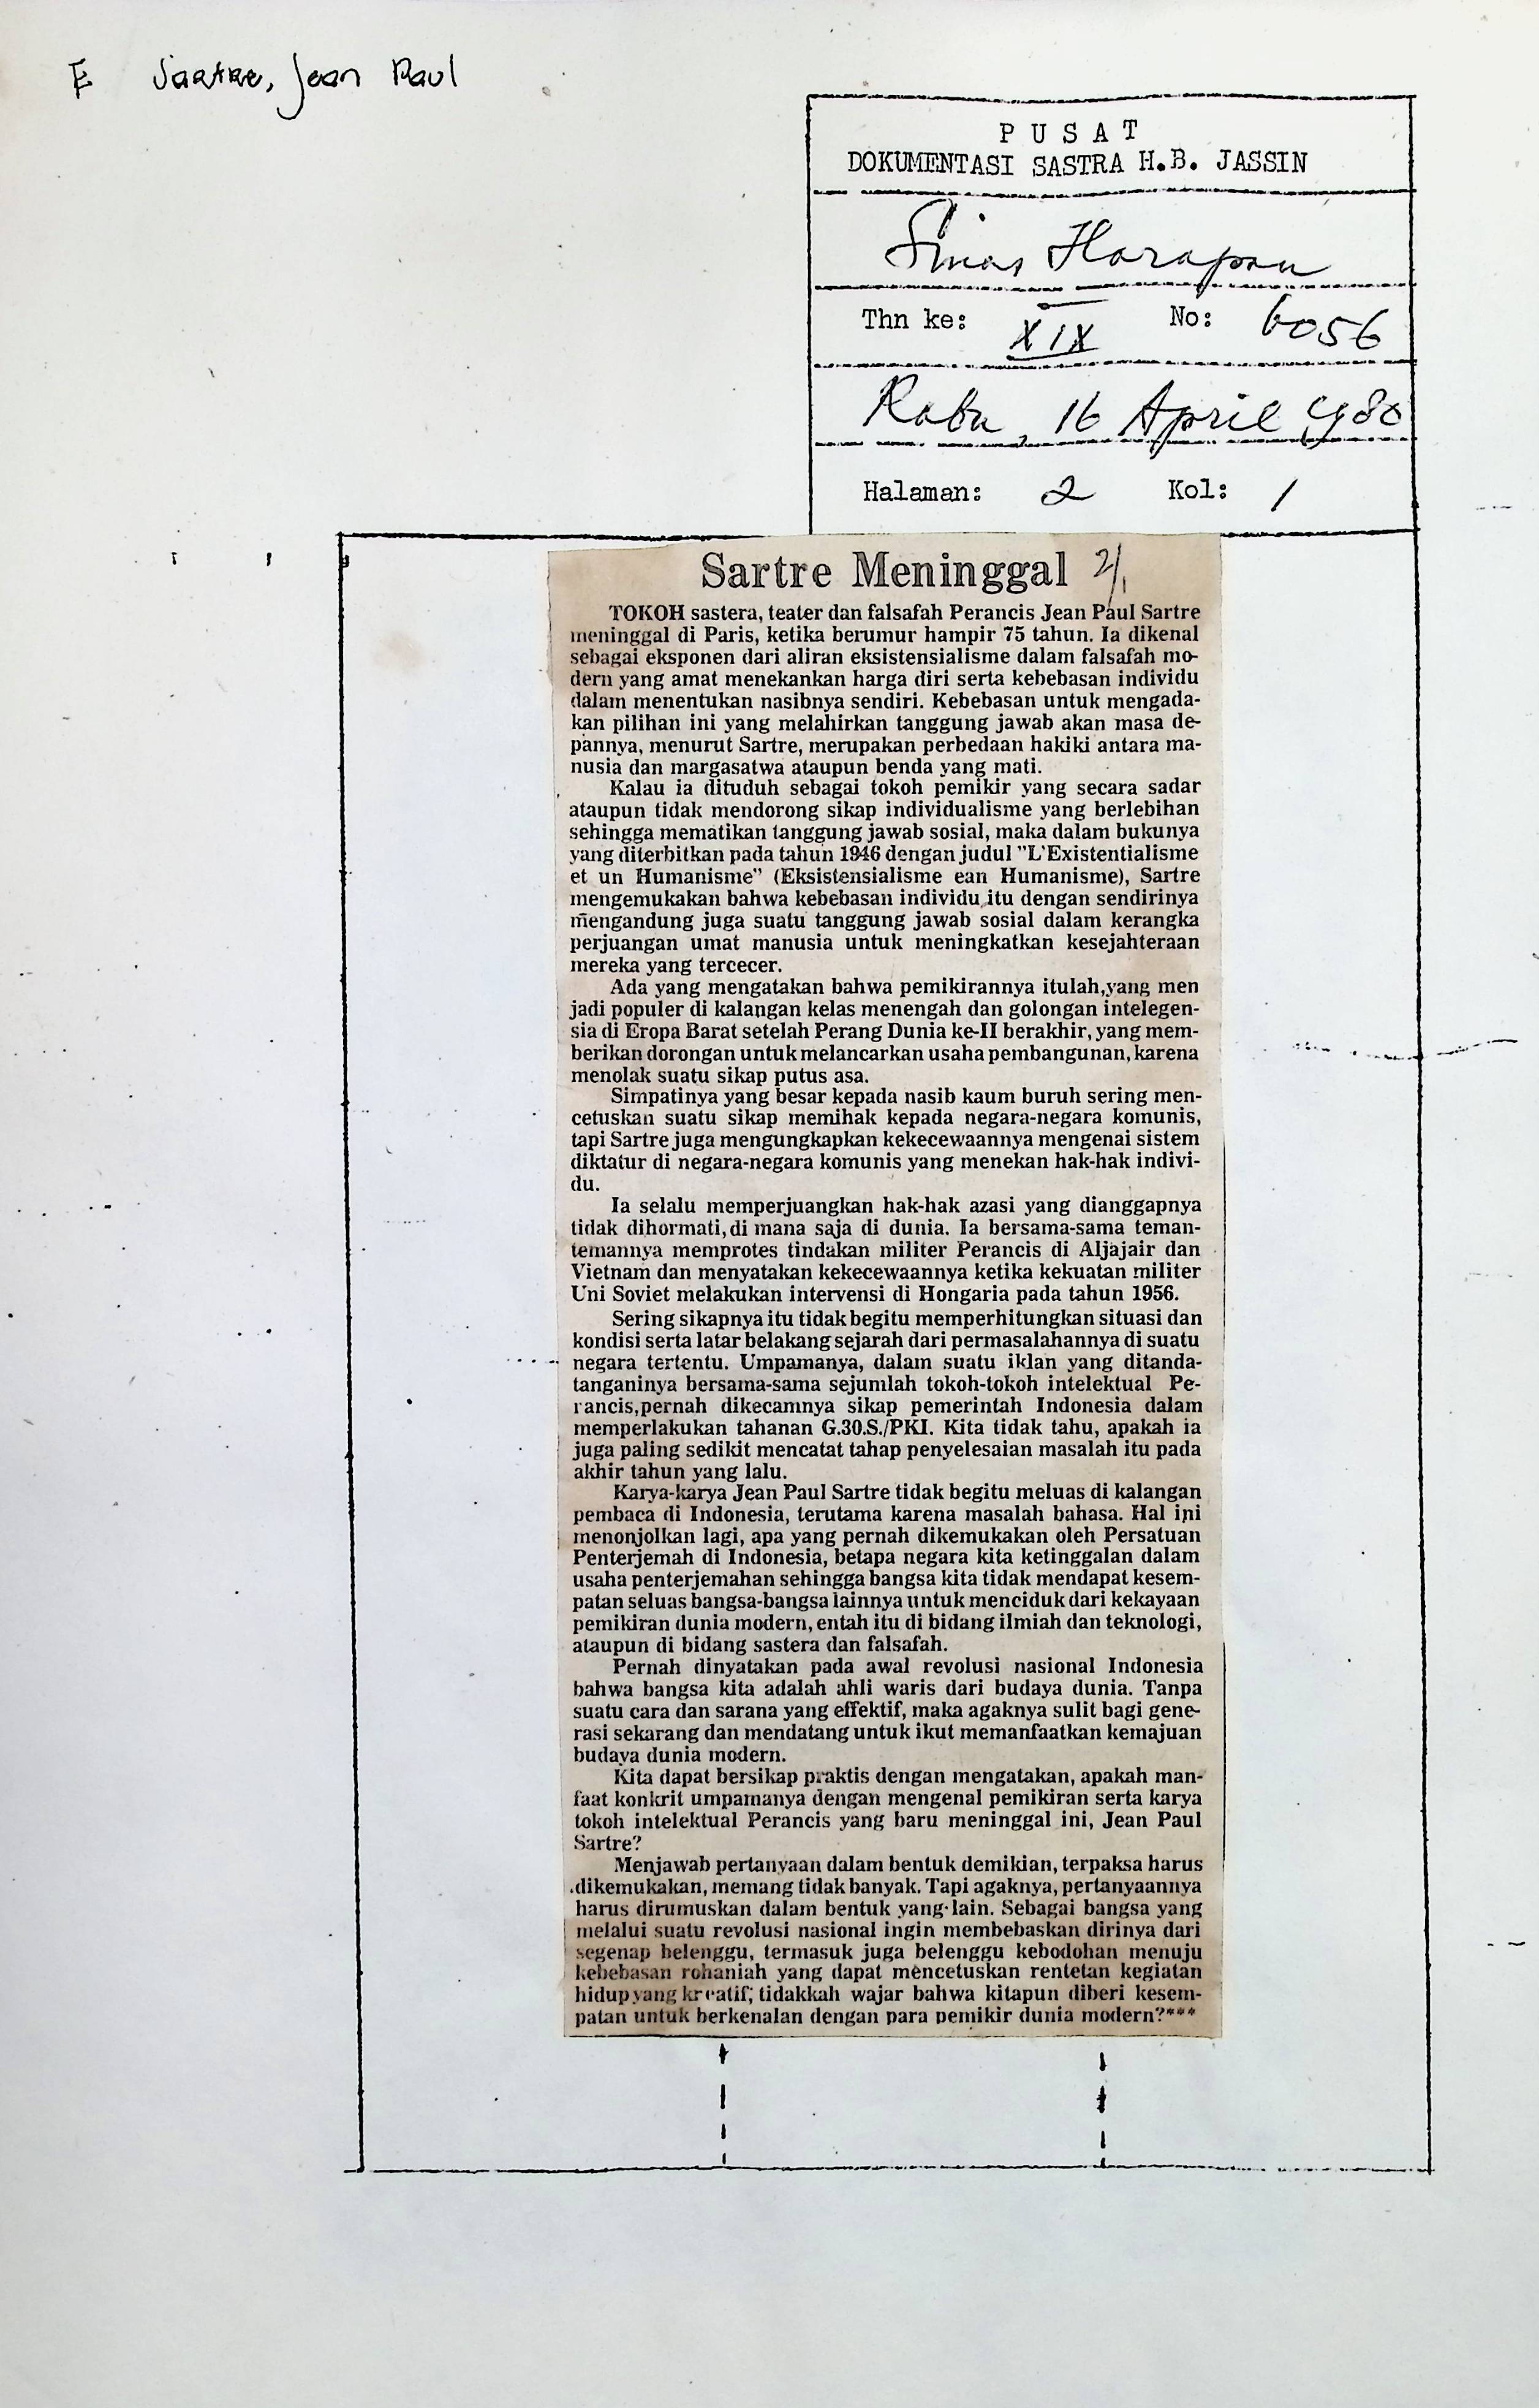 E Sartre, Jean Paul
PUSAT
DOKUMENTASI SASTRA H.B. JASSIN
Sinar Harapan
Thn ke: XIX No: 6056
Rabu, 16 April 1980
Halaman: 2 Kol: 1
Sartre Meninggal 2/1
TOKOH sastera, teater dan falsafah Perancis Jean Paul Sartre
meninggal di Paris, ketika berumur hampir 75 tahun. Ia dikenal
sebagai eksponen dari aliran eksistensialisme dalam falsafah mo-
dern yang amat menekankan harga diri serta kebebasan individu
dalam menentukan nasibnya sendiri. Kebebasan untuk mengada-
kan pilihan ini yang melahirkan tanggung jawab akan masa de-
pannya, menurut Sartre, merupakan perbedaan hakiki antara ma-
nusia dan margasatwa ataupun benda yang mati.
Kalau ia dituduh sebagai tokoh pemikir yang secara sadar
ataupun tidak mendorong sikap individualisme yang berlebihan
sehingga mematikan tanggung jawab sosial, maka dalam bukunya
yang diterbitkan pada tahun 1946 dengan judul "L'Existentialisme
et un Humanisme" (Eksistensialisme ean Humanisme), Sartre
mengemukakan bahwa kebebasan individu itu dengan sendirinya
mengandung juga suatu tanggung jawab sosial dalam kerangka
perjuangan umat manusia untuk meningkatkan kesejahteraan
mereka yang tercecer.
Ada yang mengatakan bahwa pemikirannya itulah,yang men
jadi populer di kalangan kelas menengah dan golongan intelegen-
sia di Eropa Barat setelah Perang Dunia ke-II berakhir, yang mem-
berikan dorongan untuk melancarkan usaha pembangunan, karena
menolak suatu sikap putus asa.
Simpatinya yang besar kepada nasib kaum buruh sering men-
cetuskan suatu sikap memihak kepada negara-negara komunis,
tapi Sartre juga mengungkapkan kekecewaannya mengenai sistem
diktatur di negara-negara komunis yang menekan hak-hak indivi-
du.
Ia selalu memperjuangkan hak-hak azasi yang dianggapnya
tidak dihormati, di mana saja di dunia. Ia bersama-sama teman-
temannya memprotes tindakan militer Perancis di Aljajair dan
Vietnam dan menyatakan kekecewaannya ketika kekuatan militer
Uni Soviet melakukan intervensi di Hongaria pada tahun 1956.
Sering sikapnya itu tidak begitu memperhitungkan situasi dan
kondisi serta latar belakang sejarah dari permasalahannya di suatu
negara tertentu. Umpamanya, dalam suatu iklan yang ditanda-
tanganinya bersama-sama sejumlah tokoh-tokoh intelektual Pe-
rancis,pernah dikecamnya sikap pemerintah Indonesia dalam
memperlakukan tahanan G.30.S./PKI. Kita tidak tahu, apakah ia
juga paling sedikit mencatat tahap penyelesaian masalah itu pada
akhir tahun yang lalu.
Karya-karya Jean Paul Sartre tidak begitu meluas di kalangan
pembaca di Indonesia, terutama karena masalah bahasa. Hal ini
menonjolkan lagi, apa yang pernah dikemukakan oleh Persatuan
Penterjemah di Indonesia, betapa negara kita ketinggalan dalam
usaha penterjemahan sehingga bangsa kita tidak mendapat kesem-
patan seluas bangsa-bangsa lainnya untuk menciduk dari kekayaan
pemikiran dunia modern, entah itu di bidang ilmiah dan teknologi,
ataupun di bidang sastera dan falsafah.
Pernah dinyatakan pada awal revolusi nasional Indonesia
bahwa bangsa kita adalah ahli waris dari budaya dunia. Tanpa
suatu cara dan sarana yang effektif, maka agaknya sulit bagi gene-
rasi sekarang dan mendatang untuk ikut memanfaatkan kemajuan
budaya dunia modern.
Kita dapat bersikap praktis dengan mengatakan, apakah man-
faat konkrit umpamanya dengan mengenal pemikiran serta karya
tokoh intelektual Perancis yang baru meninggal ini, Jean Paul
Sartre?
Menjawab pertanyaan dalam bentuk demikian, terpaksa harus
dikemukakan, memang tidak banyak. Tapi agaknya, pertanyaannya
harus dirumuskan dalam bentuk yang lain. Sebagai bangsa yang
melalui suatu revolusi nasional ingin membebaskan dirinya dari
segenap belenggu, termasuk juga belenggu kebodohan menuju
kebebasan rohaniah yang dapat mencetuskan rentetan kegiatan
hidup yang kreatif, tidakkah wajar bahwa kitapun diberi kesem-
patan untuk berkenalan dengan para pemikir dunia modern?***